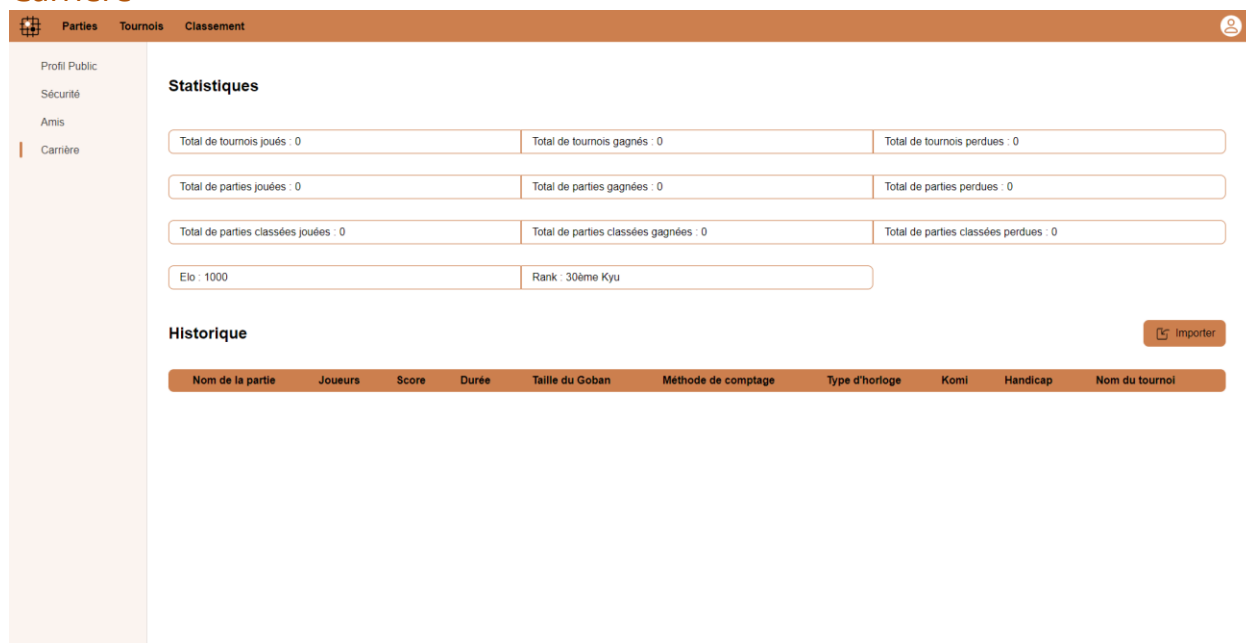 Carrière
Parties Tournois Classement
Profil Public
Sécurité
Amis
Carrière
Statistiques
Total de tournois joués : 0 Total de tournois gagnés : 0 Total de tournois perdues : 0
Total de parties jouées : 0 Total de parties gagnées : 0 Total de parties perdues : 0
Total de parties classées jouées : 0 Total de parties classées gagnées : 0 Total de parties classées perdues : 0
Elo : 1000 Rank : 30ème Kyu
Historique Importer
Nom de la partie Joueurs Score Durée Taille du Goban Méthode de comptage Type d'horloge Komi Handicap Nom du tournoi